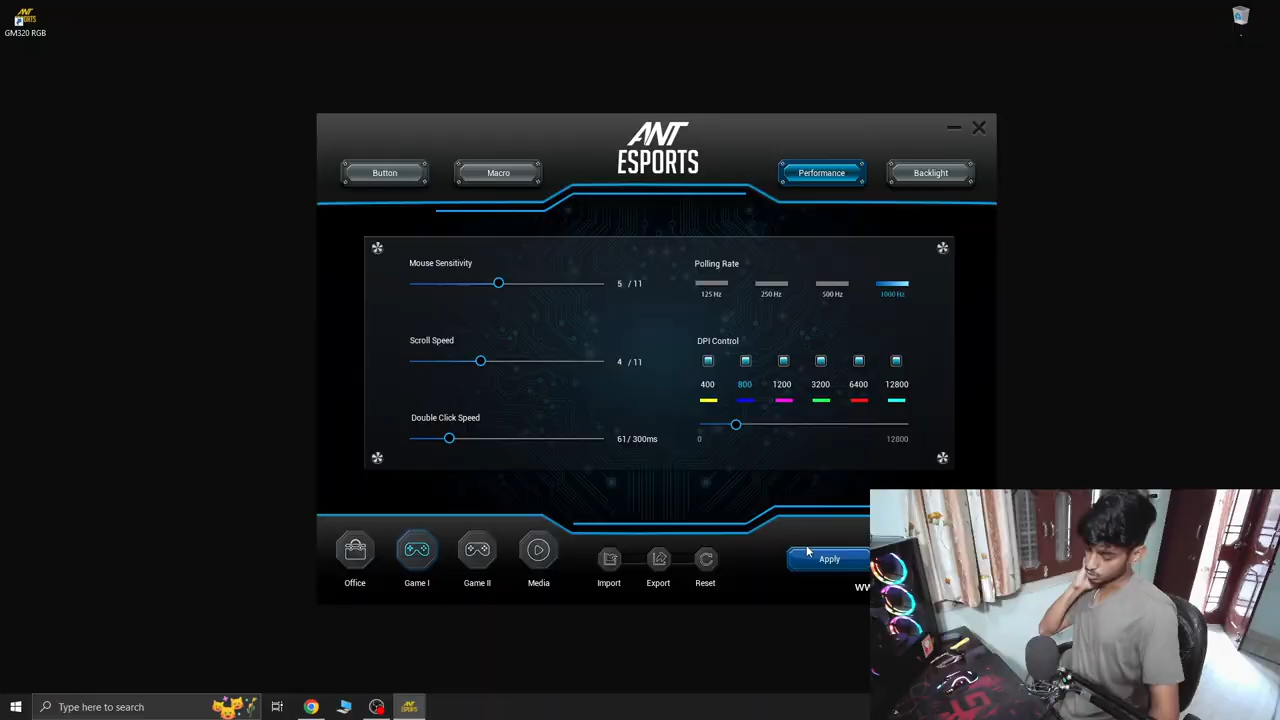 GM320 RGB
ANT
ESPORTS
Button
Macro
Performance
Backlight
Mouse Sensitivity
5 / 11
Polling Rate
125 Hz
250 Hz
500 Hz
1000 Hz
Scroll Speed
4 / 11
DPI Control
400
800
1200
3200
6400
12800
Double Click Speed
61/ 300ms
0
12800
Office
Game I
Game II
Media
Import
Export
Reset
Apply
Type here to search